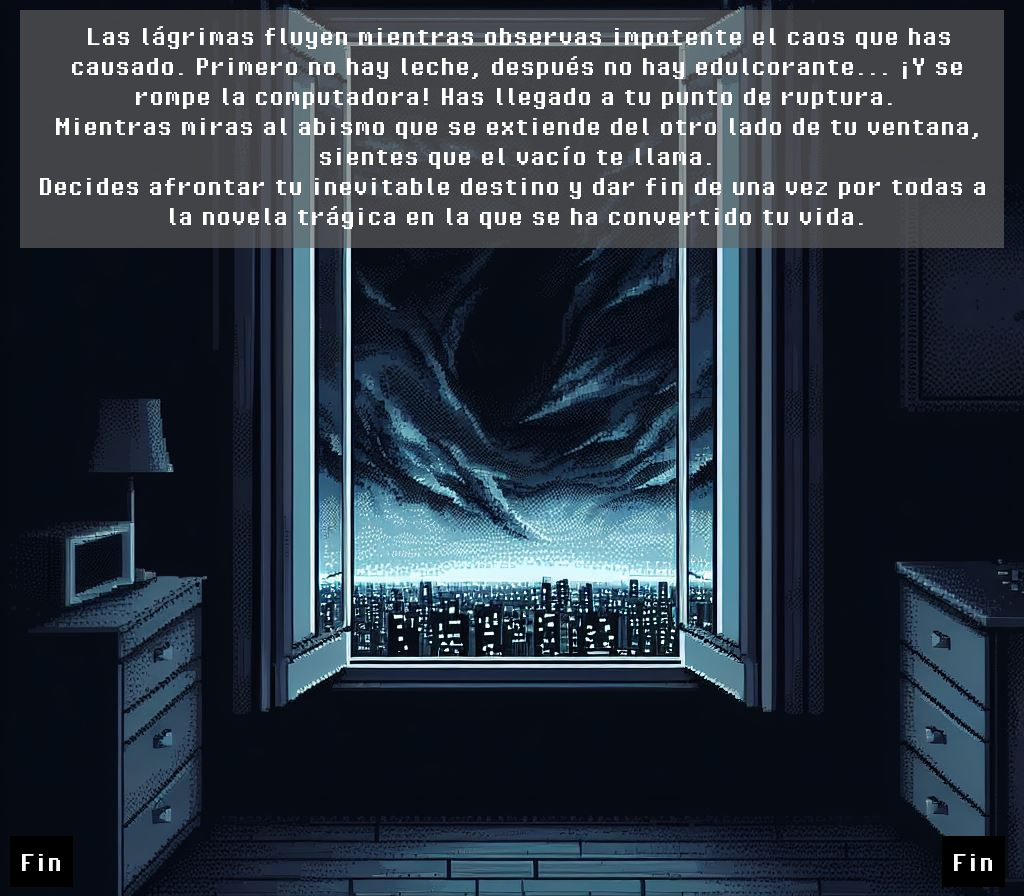 Las lágrimas fluyen mientras observas impotente el caos que has
causado. Primero no hay leche, después no hay edulcorante... ¡Y se
rompe la computadora! Has llegado a tu punto de ruptura.
Mientras miras al abismo que se extiende del otro lado de tu ventana,
sientes que el vacío te llama.
Decides afrontar tu inevitable destino y dar fin de una vez por todas a
la novela trágica en la que se ha convertido tu vida.
Fin
Fin